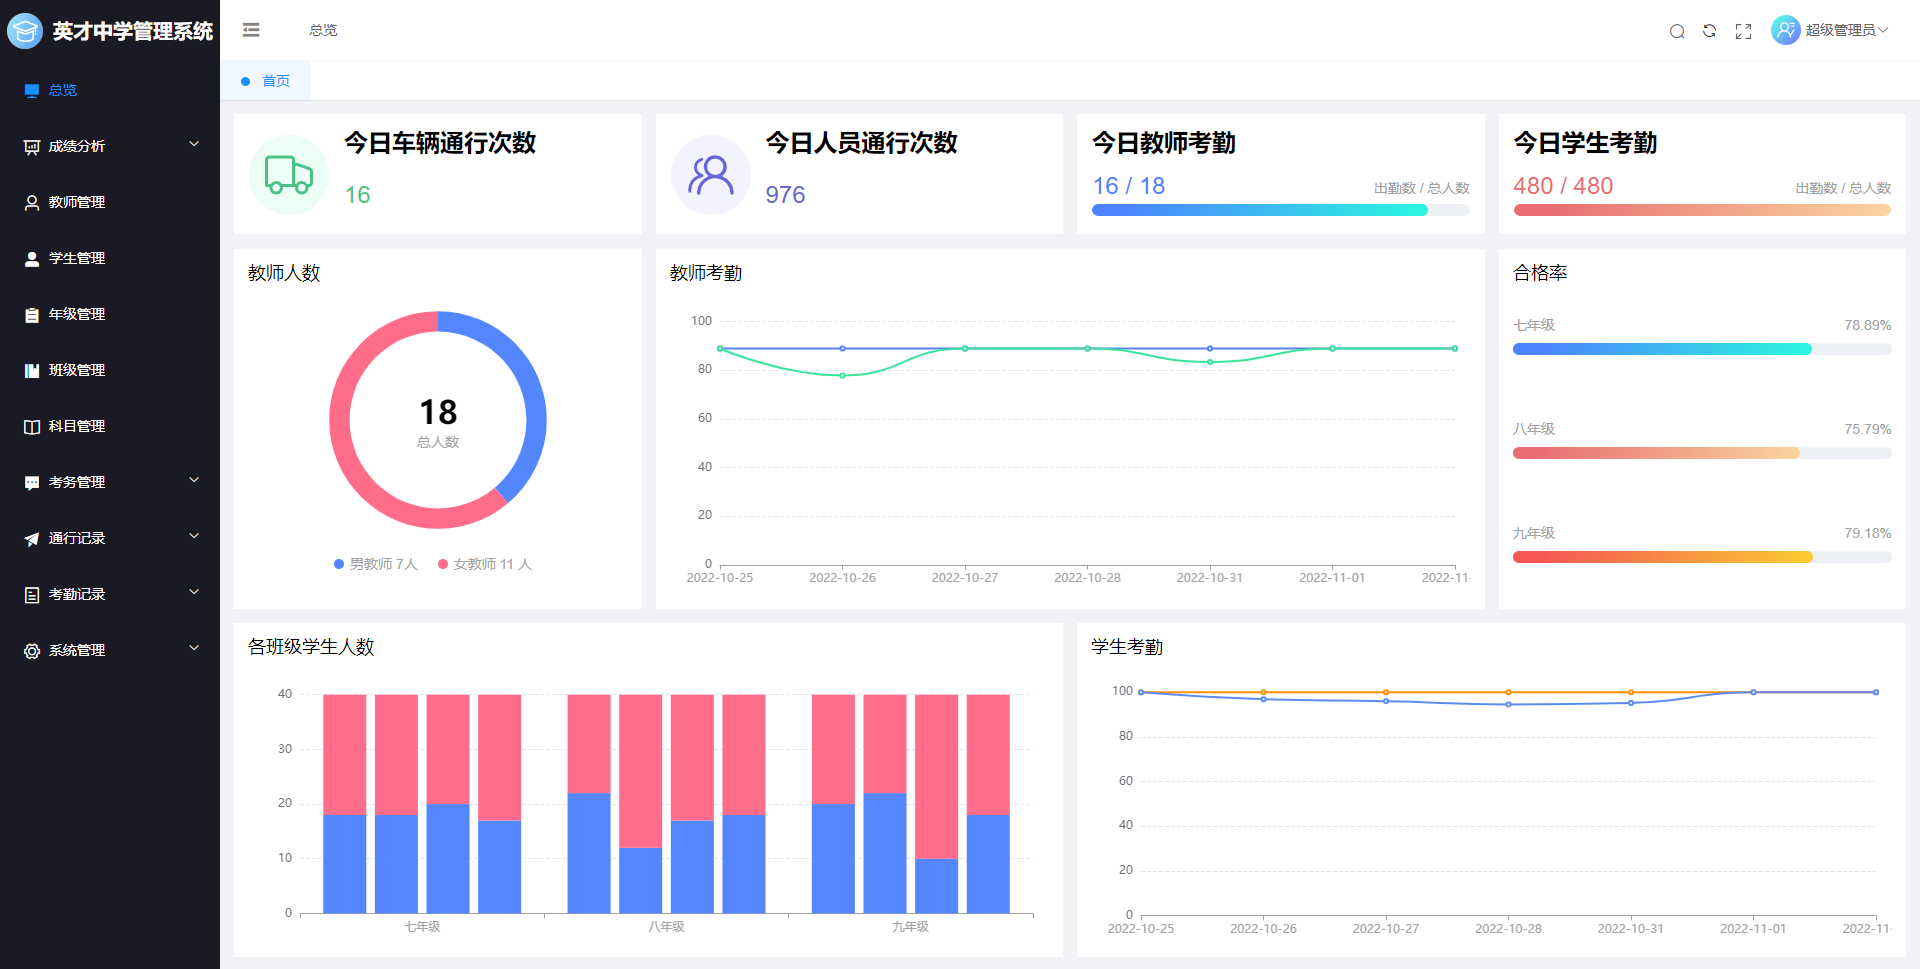 英才中学管理系统
总览
成绩分析
教师管理
学生管理
年级管理
班级管理
科目管理
考务管理
通行记录
考勤记录
系统管理
总览
超级管理员
首页
今日车辆通行次数
16
今日人员通行次数
976
今日教师考勤
16 / 18
出勤数 / 总人数
今日学生考勤
480 / 480
出勤数 / 总人数
教师人数
18
总人数
男教师 7人
女教师 11 人
教师考勤
100
80
60
40
20
0
2022-10-25
2022-10-26
2022-10-27
2022-10-28
2022-10-31
2022-11-01
2022-11-
合格率
七年级
78.89%
八年级
75.79%
九年级
79.18%
各班级学生人数
40
30
20
10
0
七年级
八年级
九年级
学生考勤
100
80
60
40
20
0
2022-10-25
2022-10-26
2022-10-27
2022-10-28
2022-10-31
2022-11-01
2022-11-